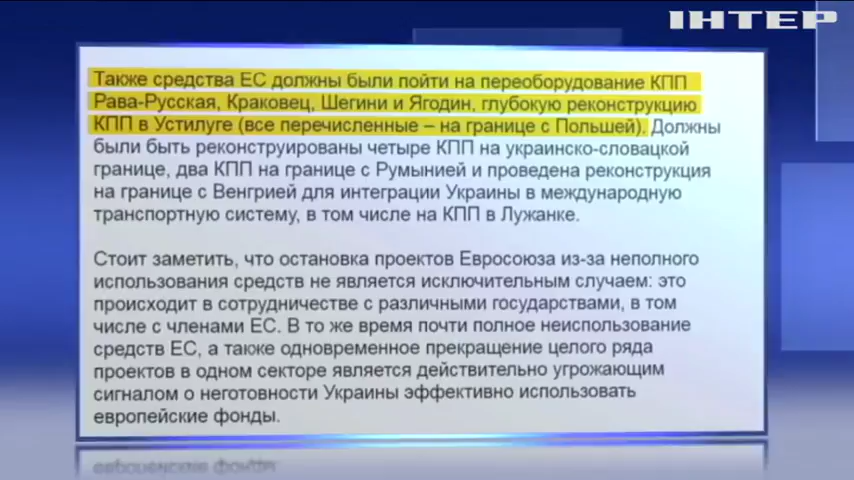 ІНТЕР
Также средства ЕС должны были пойти на переоборудование КПП
Рава-Русская, Краковец, Шегини и Ягодин, глубокую реконструкцию
КПП в Устилуге (все перечисленные – на границе с Польшей). Должны
были быть реконструированы четыре КПП на украинско-словацкой
границе, два КПП на границе с Румынией и проведена реконструкция
на границе с Венгрией для интеграции Украины в международную
транспортную систему, в том числе на КПП в Лужанке.
Стоит заметить, что остановка проектов Евросоюза из-за неполного
использования средств не является исключительным случаем: это
происходит в сотрудничестве с различными государствами, в том
числе с членами ЕС. В то же время почти полное неиспользование
средств ЕС, а также одновременное прекращение целого ряда
проектов в одном секторе является действительно угрожающим
сигналом о неготовности Украины эффективно использовать
европейские фонды.